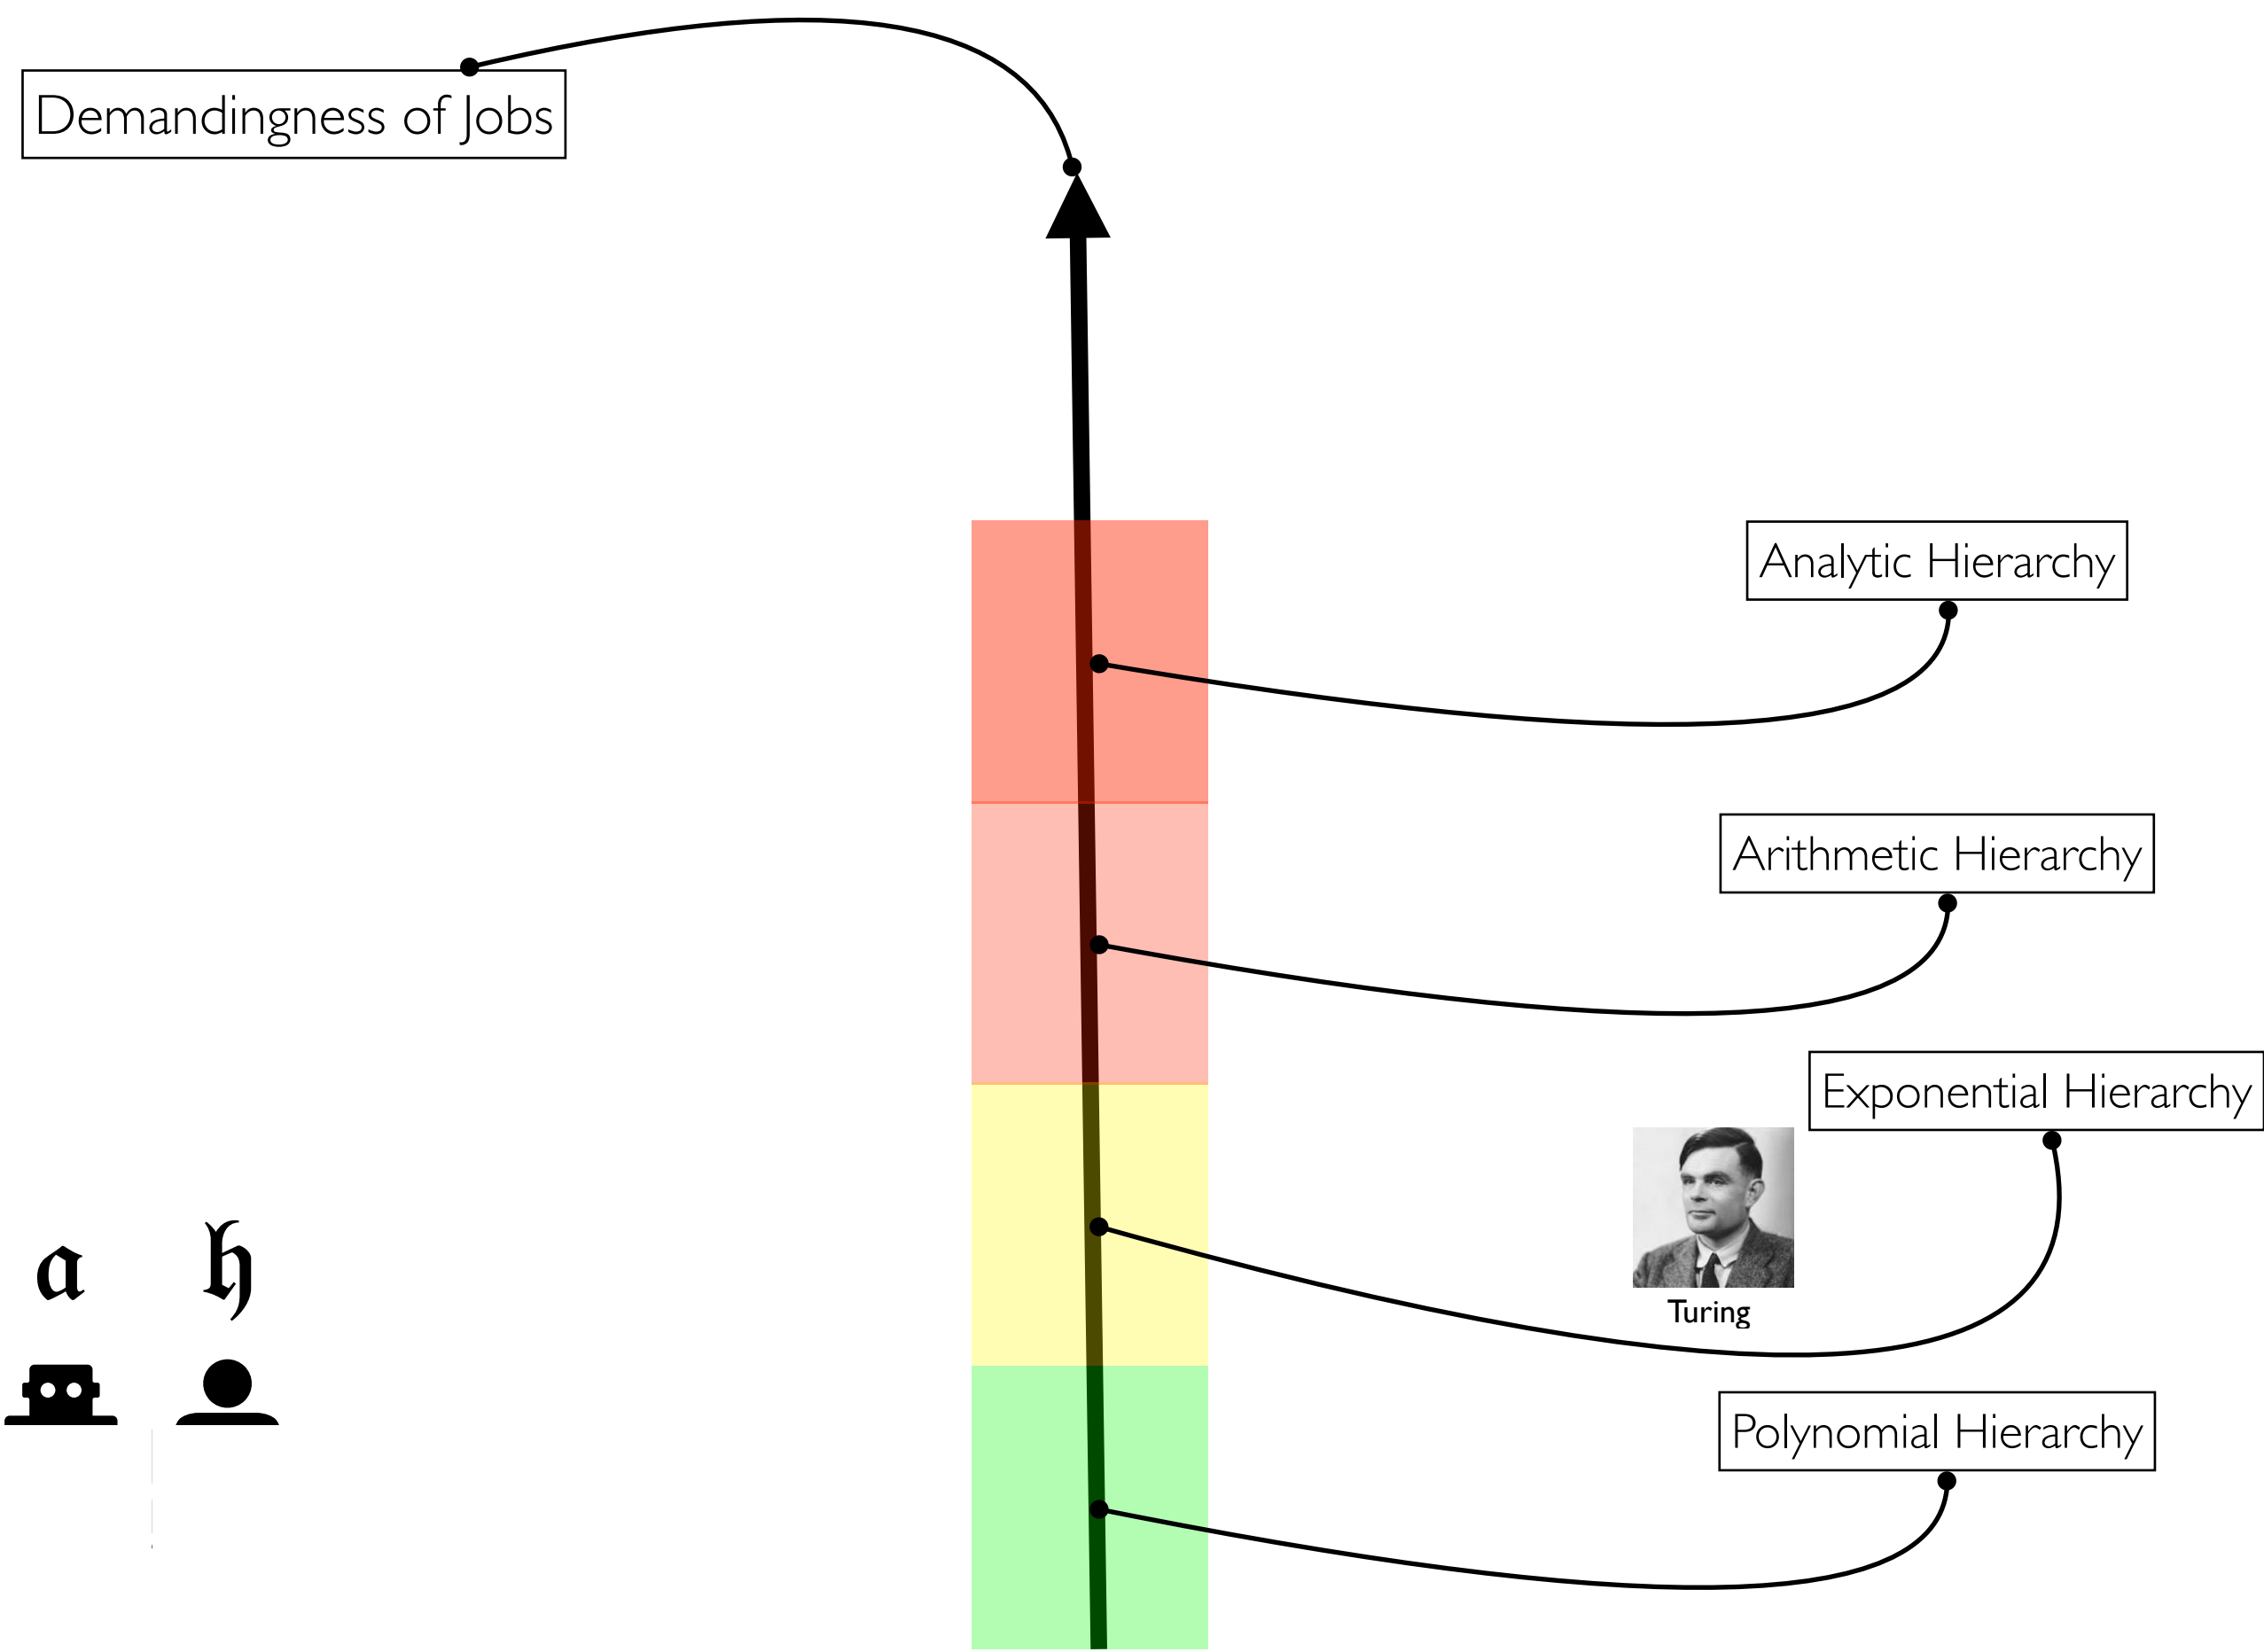 Demandingness of Jobs
Analytic Hierarchy
Arithmetic Hierarchy
Exponential Hierarchy
Turing
Polynomial Hierarchy
𝖆 𝖍